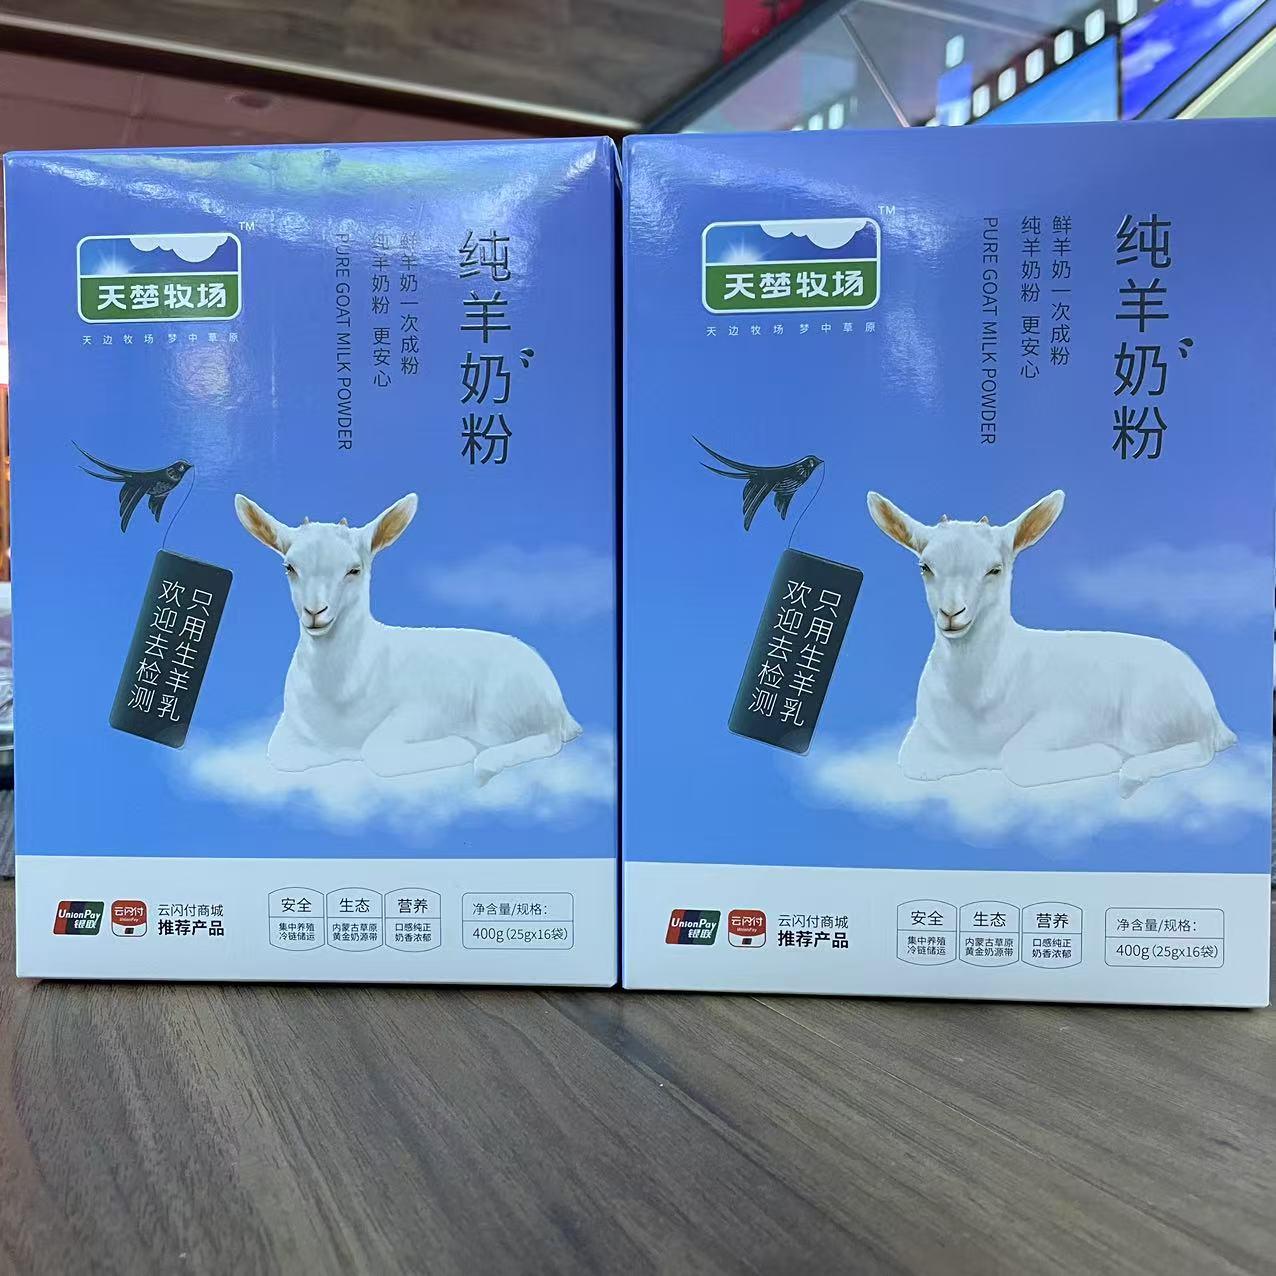 天梦牧场
TM
天边牧场 梦中草原
纯羊奶粉
鲜羊奶一次成粉
纯羊奶粉 更安心
PURE GOAT MILK POWDER
只用生羊乳
欢迎去检测
UnionPay
银联
云闪付
UnionPay
云闪付商城
推荐产品
安全
集中养殖
冷链储运
生态
内蒙古草原
黄金奶源带
营养
口感纯正
奶香浓郁
净含量/规格：
400g(25gx16袋)
天梦牧场
TM
天边牧场 梦中草原
纯羊奶粉
鲜羊奶一次成粉
纯羊奶粉 更安心
PURE GOAT MILK POWDER
只用生羊乳
欢迎去检测
UnionPay
银联
云闪付
UnionPay
云闪付商城
推荐产品
安全
集中养殖
冷链储运
生态
内蒙古草原
黄金奶源带
营养
口感纯正
奶香浓郁
净含量/规格：
400g(25gx16袋)